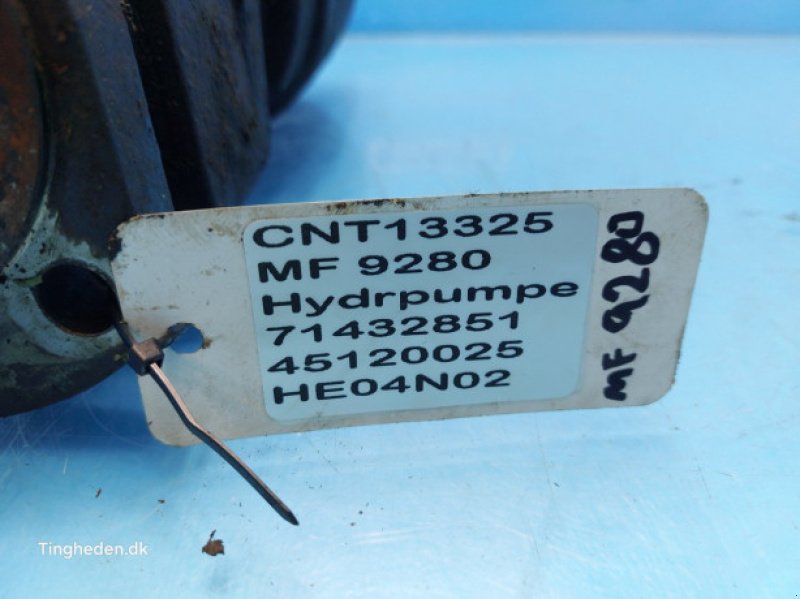 CNT13325
MF 9280
Hydrpumpe
71432851
45120025
HE04N02
MF 9280
Tingheden.dk